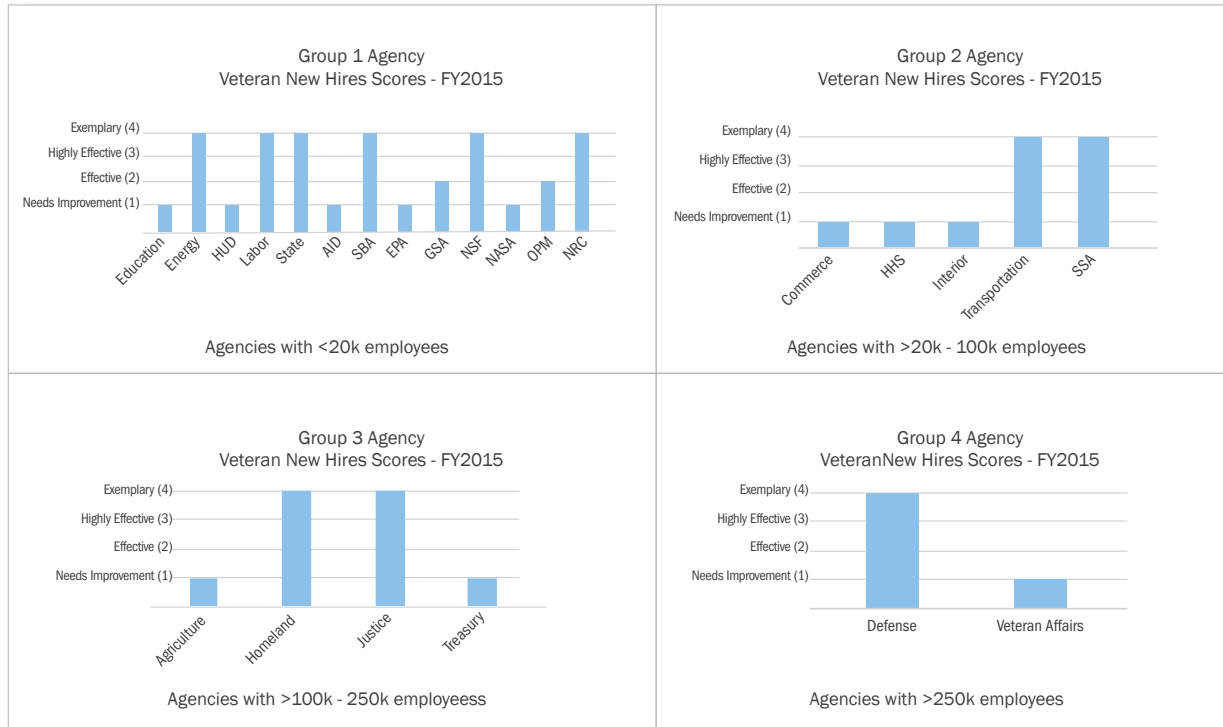 Group 1 Agency
Veteran New Hires Scores - FY2015
Exemplary (4)
Highly Effective (3)
Effective (2)
Needs Improvement (1)
Education
Energy
HUD
Labor
State
AID
SBA
EPA
GSA
NSF
NASA
OPM
NRC
Agencies with <20k employees
Group 2 Agency
Veteran New Hires Scores - FY2015
Exemplary (4)
Highly Effective (3)
Effective (2)
Needs Improvement (1)
Commerce
HHS
Interior
Transportation
SSA
Agencies with >20k - 100k employees
Group 3 Agency
Veteran New Hires Scores - FY2015
Exemplary (4)
Highly Effective (3)
Effective (2)
Needs Improvement (1)
Agriculture
Homeland
Justice
Treasury
Agencies with >100k - 250k employeess
Group 4 Agency
VeteranNew Hires Scores - FY2015
Exemplary (4)
Highly Effective (3)
Effective (2)
Needs Improvement (1)
Defense
Veteran Affairs
Agencies with >250k employees